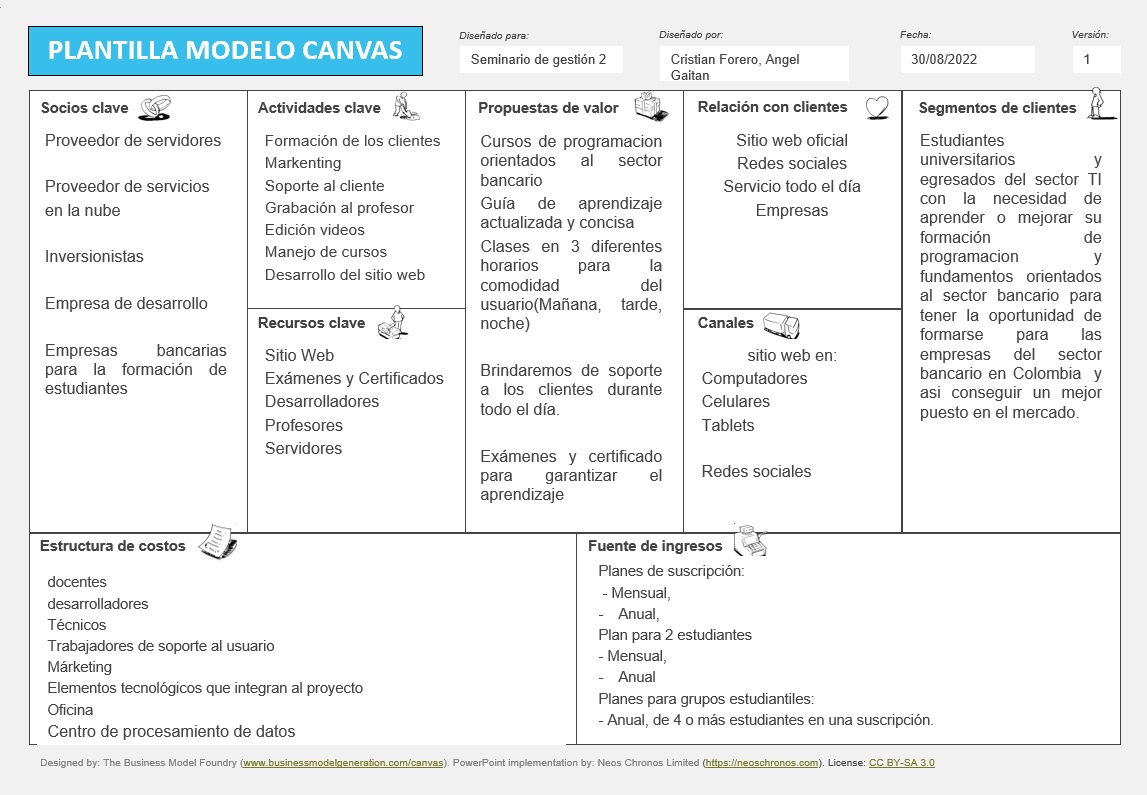 PLANTILLA MODELO CANVAS
Diseñado para:
Seminario de gestión 2
Diseñado por:
Cristian Forero, Angel
Gaitan
Fecha:
30/08/2022
Versión:
1
Socios clave
Proveedor de servidores
Proveedor de servicios
en la nube
Inversionistas
Empresa de desarrollo
Empresas bancarias
para la formación de
estudiantes
Actividades clave
Formación de los clientes
Markenting
Soporte al cliente
Grabación al profesor
Edición videos
Manejo de cursos
Desarrollo del sitio web
Recursos clave
Sitio Web
Exámenes y Certificados
Desarrolladores
Profesores
Servidores
Propuestas de valor
Cursos de programacion
orientados al sector
bancario
Guía de aprendizaje
actualizada y concisa
Clases en 3 diferentes
horarios para la
comodidad del
usuario(Mañana, tarde,
noche)
Brindaremos de soporte
a los clientes durante
todo el día.
Exámenes y certificado
para garantizar el
aprendizaje
Relación con clientes
Sitio web oficial
Redes sociales
Servicio todo el día
Empresas
Canales
sitio web en:
Computadores
Celulares
Tablets
Redes sociales
Segmentos de clientes
Estudiantes
universitarios y
egresados del sector TI
con la necesidad de
aprender o mejorar su
formación de
programacion y
fundamentos orientados
al sector bancario para
tener la oportunidad de
formarse para las
empresas del sector
bancario en Colombia y
asi conseguir un mejor
puesto en el mercado.
Estructura de costos
docentes
desarrolladores
Técnicos
Trabajadores de soporte al usuario
Márketing
Elementos tecnológicos que integran al proyecto
Oficina
Centro de procesamiento de datos
Fuente de ingresos
Planes de suscripción:
- Mensual,
- Anual,
Plan para 2 estudiantes
- Mensual,
- Anual
Planes para grupos estudiantiles:
- Anual, de 4 o más estudiantes en una suscripción.
Designed by: The Business Model Foundry (www.businessmodelgeneration.com/canvas). PowerPoint implementation by: Neos Chronos Limited (https://neoschronos.com). License: CC BY-SA 3.0